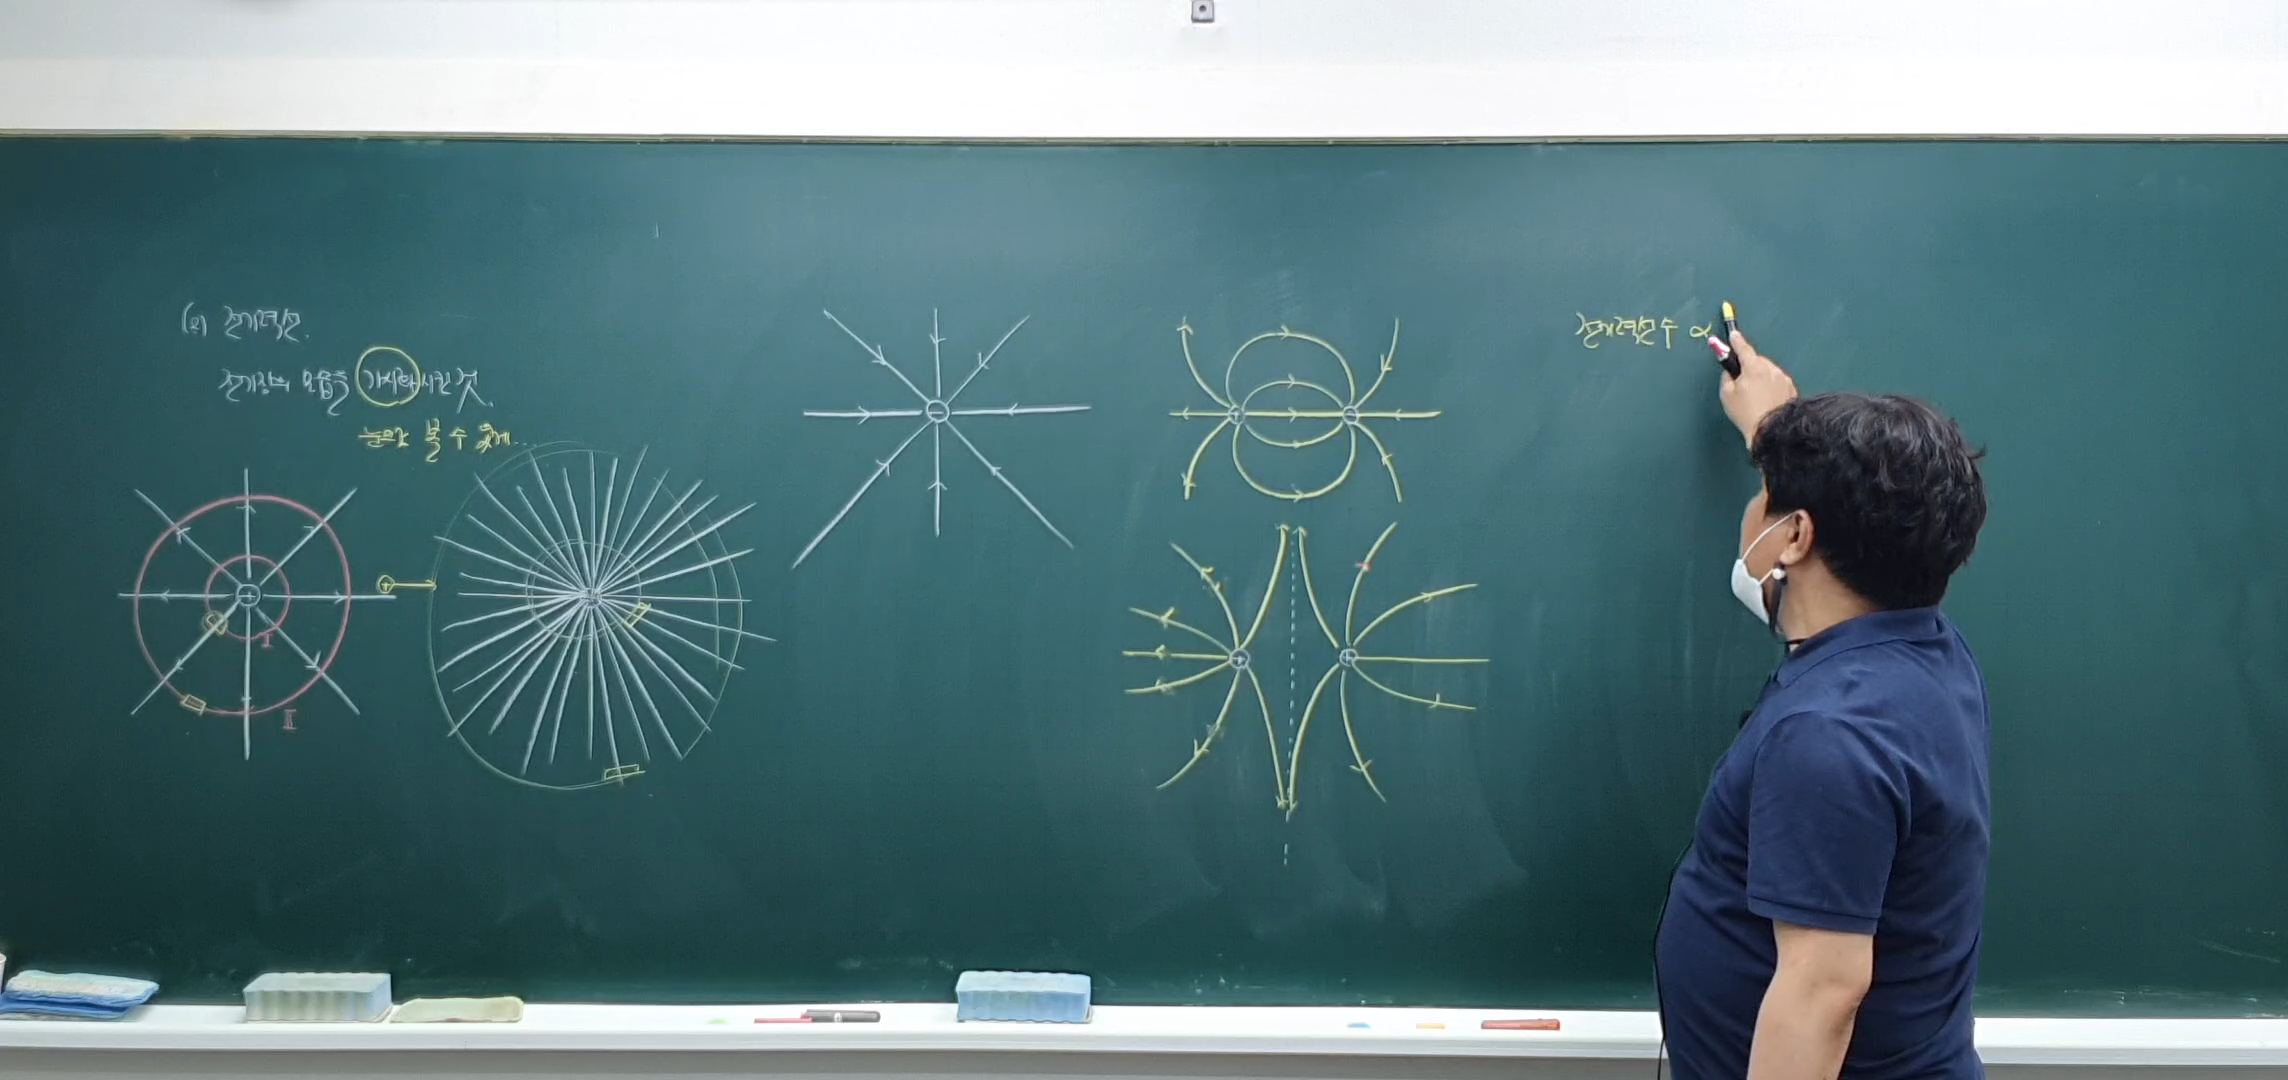 (2) 전기력선.
전기장의 모습을 가시화 시킨 것.
눈으로 볼 수 있게..
I
II
전기력선 수 ∝